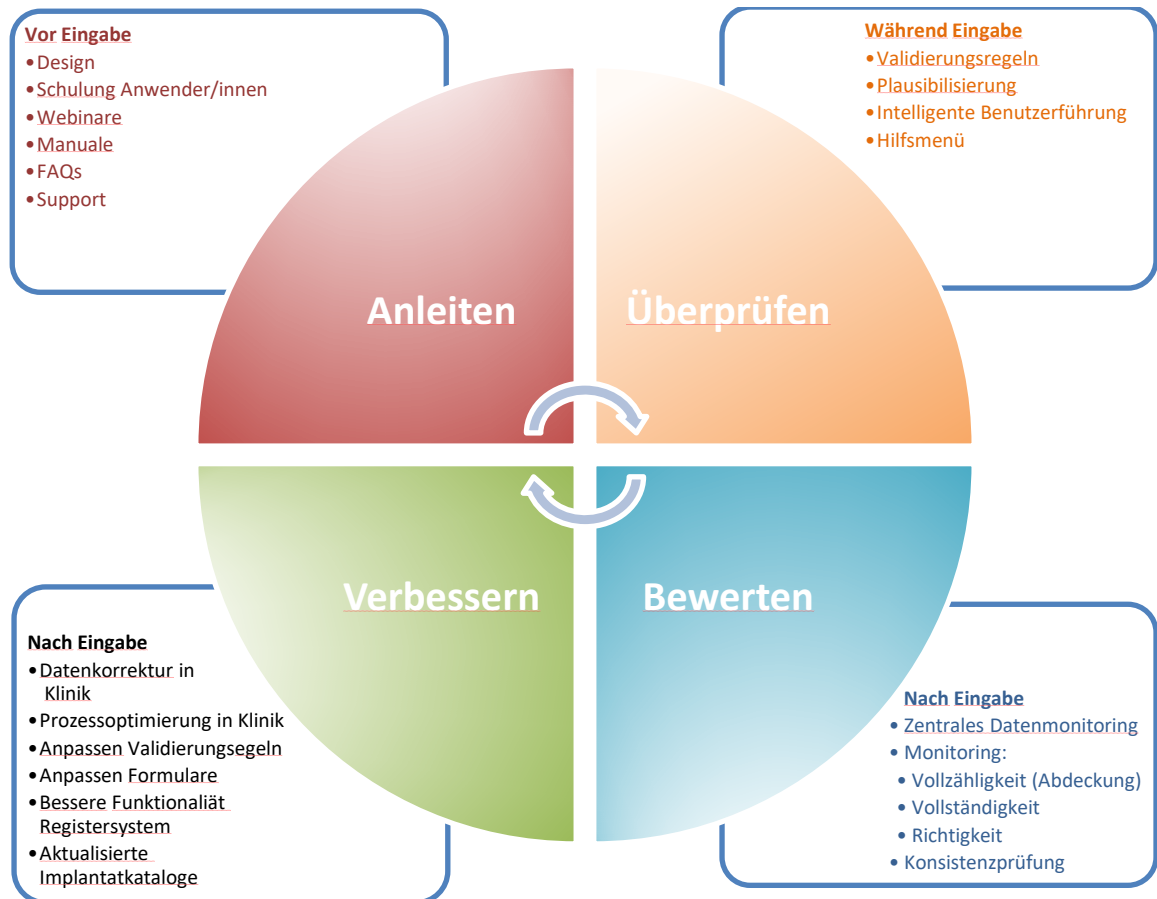 Vor Eingabe
•Design
•Schulung Anwender/innen
•Webinare
•Manuale
•FAQs
•Support
Während Eingabe
•Validierungsregeln
•Plausibilisierung
•Intelligente Benutzerführung
•Hilfsmenü
Anleiten
Überprüfen
Verbessern
Bewerten
Nach Eingabe
•Datenkorrektur in
Klinik
•Prozessoptimierung in Klinik
•Anpassen Validierungsegeln
•Anpassen Formulare
•Bessere Funktionaliät
Registersystem
•Aktualisierte
Implantatkataloge
Nach Eingabe
• Zentrales Datenmonitoring
• Monitoring:
• Vollzähligkeit (Abdeckung)
• Vollständigkeit
• Richtigkeit
• Konsistenzprüfung